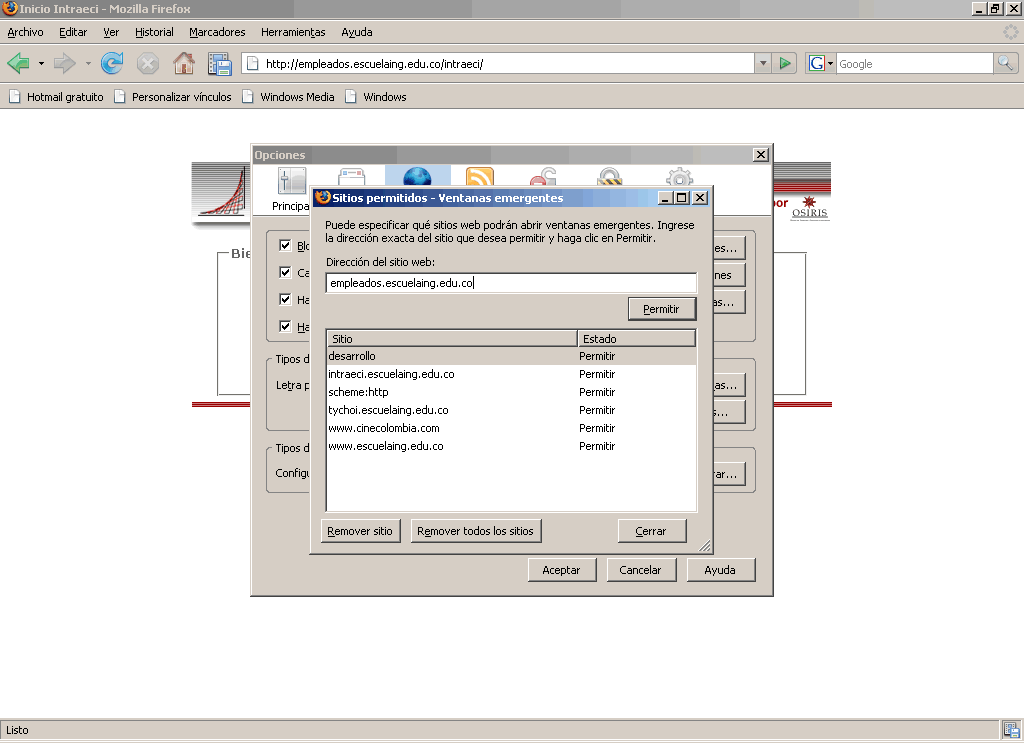 Inicio Intraeci - Mozilla Firefox
Archivo Editar Ver Historial Marcadores Herramientas Ayuda
http://empleados.escuelaing.edu.co/intraeci/
G Google
Hotmail gratuito Personalizar vínculos Windows Media Windows
Opciones
Principa
por
OSIRIS
Sitios permitidos - Ventanas emergentes
Puede especificar qué sitios web podrán abrir ventanas emergentes. Ingrese
la dirección exacta del sitio que desea permitir y haga clic en Permitir.
Dirección del sitio web:
empleados.escuelaing.edu.co
Permitir
Sitio Estado
desarrollo Permitir
intraeci.escuelaing.edu.co Permitir
scheme:http Permitir
tychoi.escuelaing.edu.co Permitir
www.cinecolombia.com Permitir
www.escuelaing.edu.co Permitir
Remover sitio Remover todos los sitios Cerrar
Bie
Blo
es...
Ca
nes
Ha
as...
Ha
Tipos d
Letra p
as...
s...
Tipos d
Configu
rar...
Aceptar Cancelar Ayuda
Listo